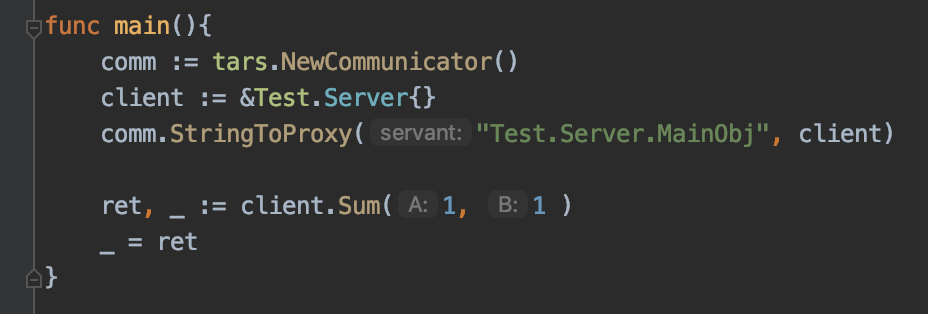 func main(){
    comm := tars.NewCommunicator()
    client := &Test.Server{}
    comm.StringToProxy( servant: "Test.Server.MainObj", client)

    ret, _ := client.Sum( A: 1, B: 1 )
    _ = ret
}